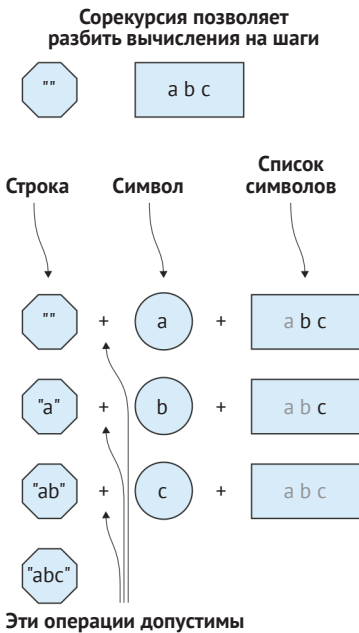 Сорекурсия позволяет
разбить вычисления на шаги
"" a b c
Список
Строка Символ символов
"" + a + a b c
"a" + b + a b c
"ab" + c + a b c
"abc"
Эти операции допустимы